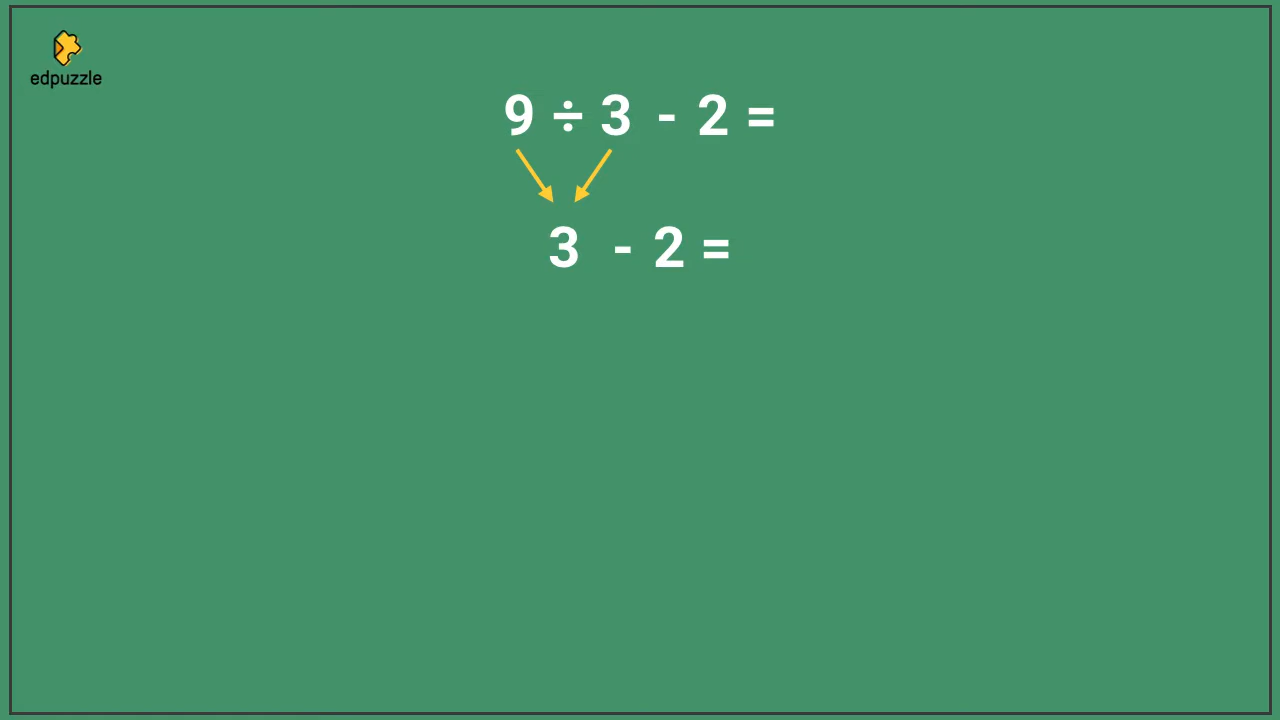 edpuzzle
9 ÷ 3 - 2 =
3 - 2 =